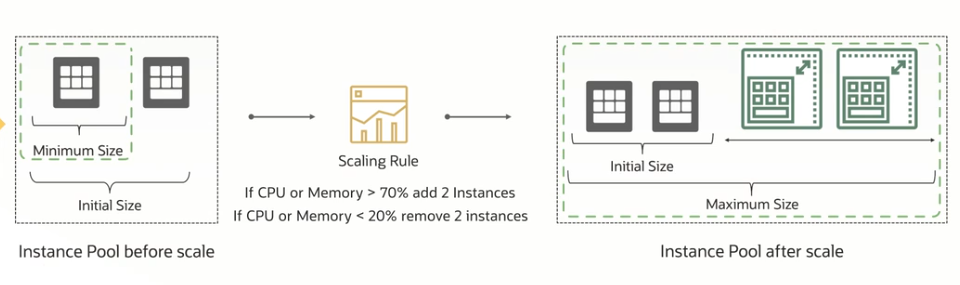 Minimum Size
Initial Size
Instance Pool before scale
Scaling Rule
If CPU or Memory > 70% add 2 Instances
If CPU or Memory < 20% remove 2 instances
Initial Size
Maximum Size
Instance Pool after scale